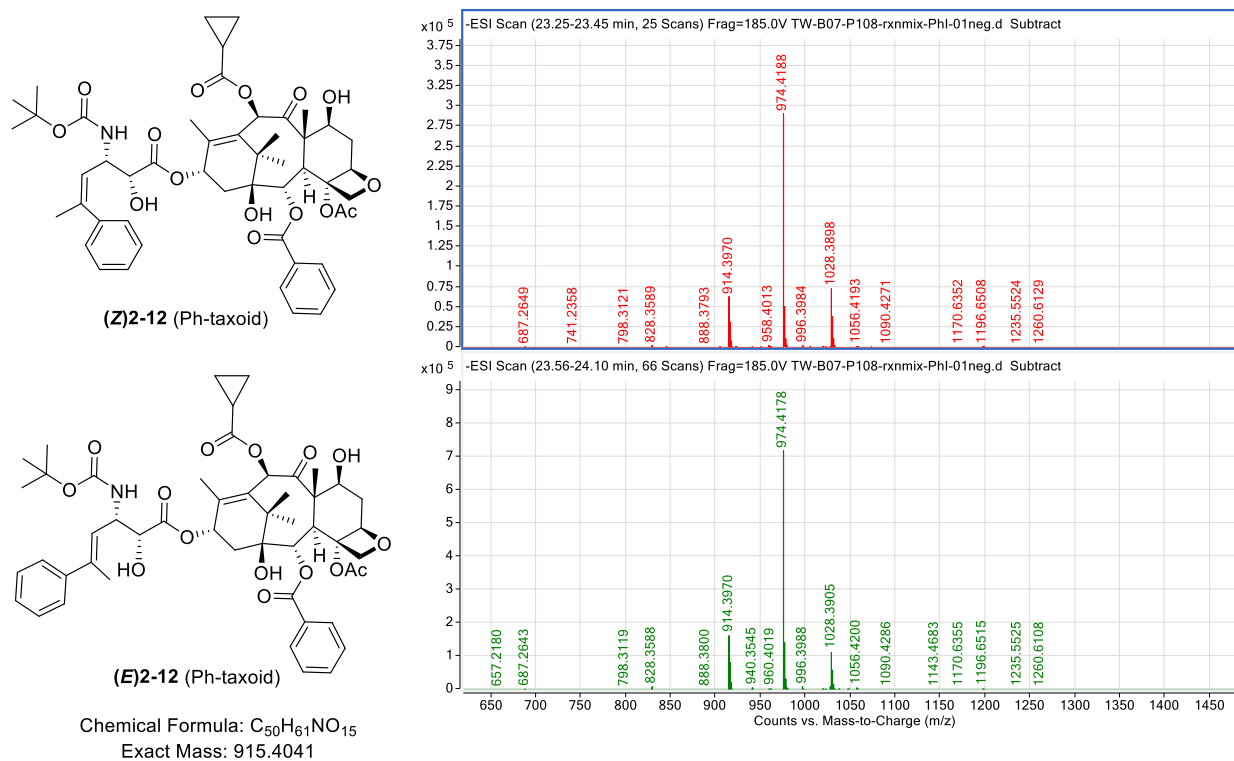 O
O
O
OH
O
O
NH
O
O
OH
O
H
OH
O
OAc
O
O
(Z)2-12 (Ph-taxoid)
O
O
O
OH
O
O
NH
O
O
HO
O
H
OH
O
OAc
O
O
(E)2-12 (Ph-taxoid)
Chemical Formula: C₅₀H₆₁NO₁₅
Exact Mass: 915.4041
x10 ⁵
-ESI Scan (23.25-23.45 min, 25 Scans) Frag=185.0V TW-B07-P108-rxnmix-PhI-01neg.d Subtract
3.75
3.5
3.25
3
2.75
2.5
2.25
2
1.75
1.5
1.25
1
0.75
0.5
0.25
0
687.2649
741.2358
798.3121
828.3589
888.3793
914.3970
958.4013
974.4188
996.3984
1028.3898
1056.4193
1090.4271
1170.6352
1196.6508
1235.5524
1260.6129
x10 ⁵
-ESI Scan (23.56-24.10 min, 66 Scans) Frag=185.0V TW-B07-P108-rxnmix-PhI-01neg.d Subtract
9
8
7
6
5
4
3
2
1
0
657.2180
687.2643
798.3119
828.3588
888.3800
914.3970
940.3545
960.4019
974.4178
996.3988
1028.3905
1056.4200
1090.4286
1143.4683
1170.6355
1196.6515
1235.5525
1260.6108
650 700 750 800 850 900 950 1000 1050 1100 1150 1200 1250 1300 1350 1400 1450
Counts vs. Mass-to-Charge (m/z)